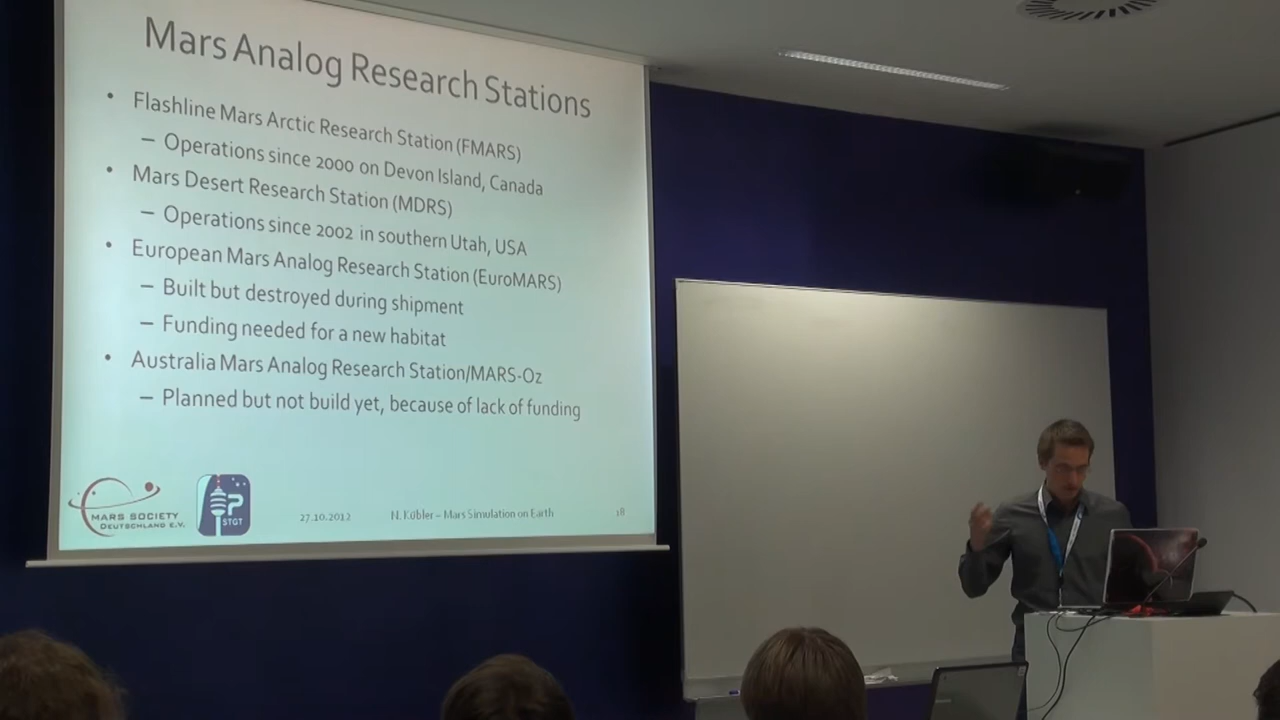 Mars Analog Research Stations
• Flashline Mars Arctic Research Station (FMARS)
– Operations since 2000 on Devon Island, Canada
• Mars Desert Research Station (MDRS)
– Operations since 2002 in southern Utah, USA
• European Mars Analog Research Station (EuroMARS)
– Built but destroyed during shipment
– Funding needed for a new habitat
• Australia Mars Analog Research Station/MARS-Oz
– Planned but not build yet, because of lack of funding
MARS SOCIETY
DEUTSCHLAND E.V.
STGT
27.10.2012
N. Kübler – Mars Simulation on Earth
18